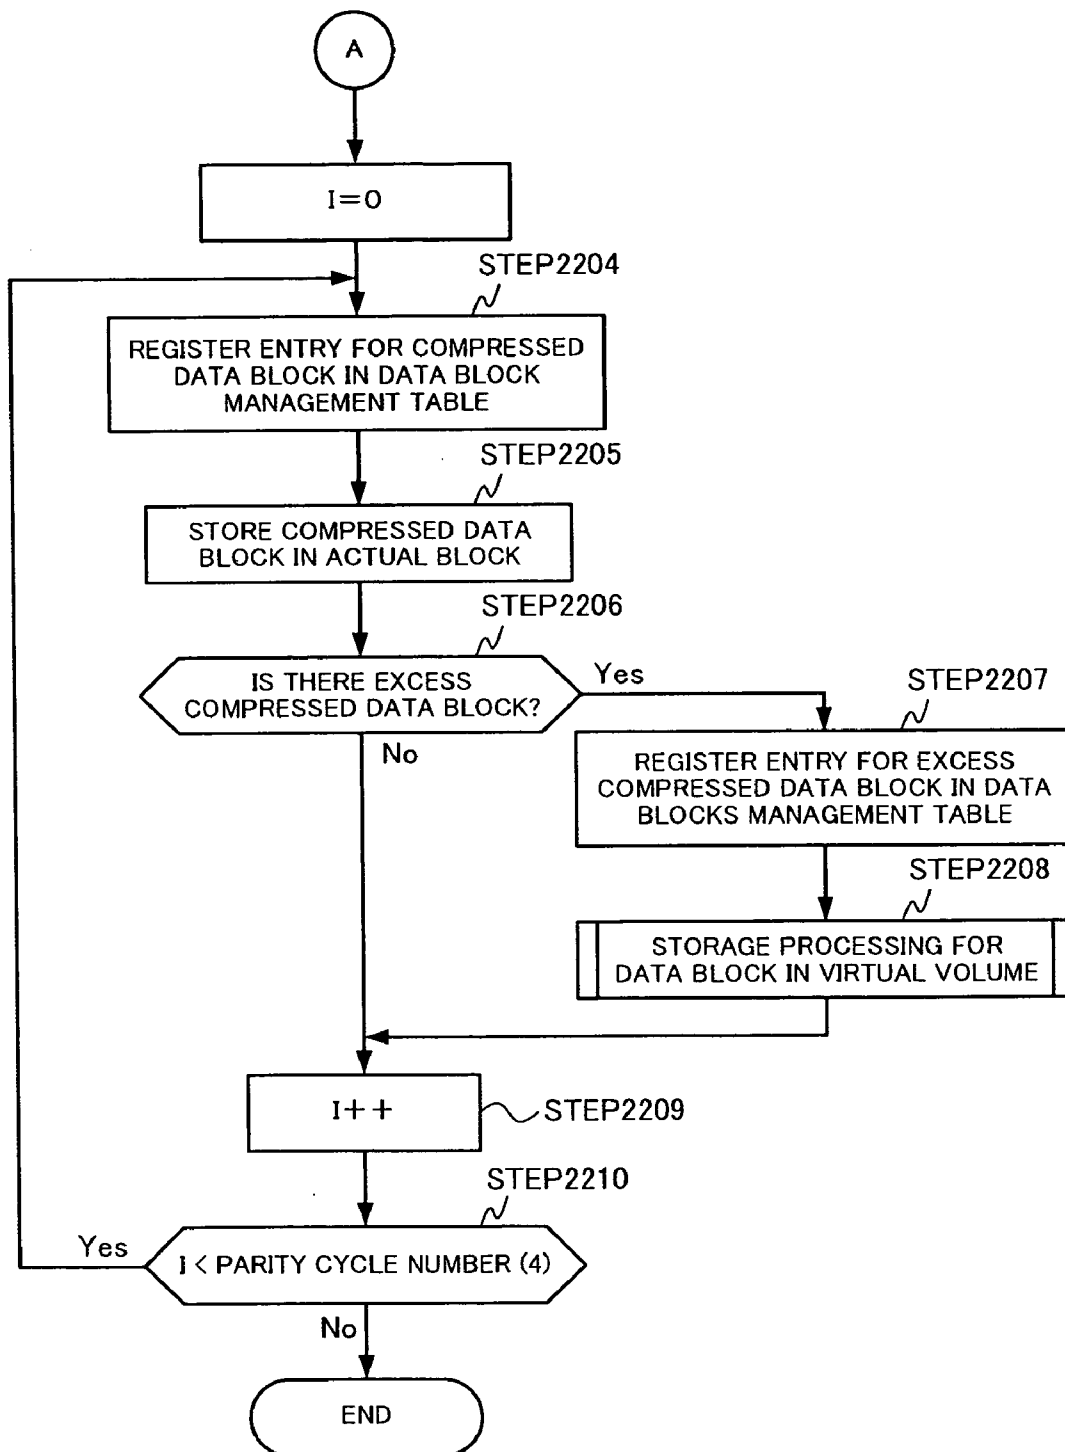 A
I=0
STEP2204
REGISTER ENTRY FOR COMPRESSED
DATA BLOCK IN DATA BLOCK
MANAGEMENT TABLE
STEP2205
STORE COMPRESSED DATA
BLOCK IN ACTUAL BLOCK
STEP2206
IS THERE EXCESS
COMPRESSED DATA BLOCK?
Yes
No
STEP2207
REGISTER ENTRY FOR EXCESS
COMPRESSED DATA BLOCK IN DATA
BLOCKS MANAGEMENT TABLE
STEP2208
STORAGE PROCESSING FOR
DATA BLOCK IN VIRTUAL VOLUME
I++
STEP2209
STEP2210
I < PARITY CYCLE NUMBER (4)
Yes
No
END